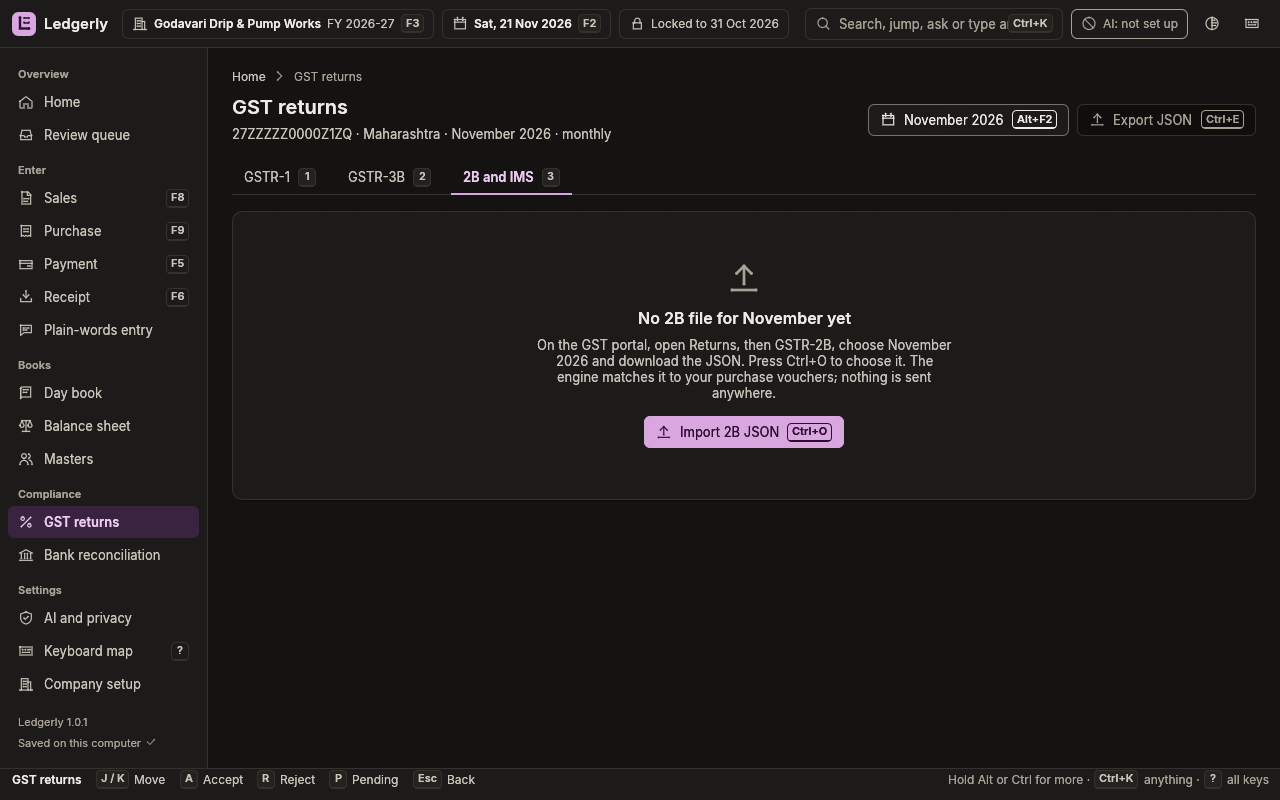 Ledgerly
Godavari Drip & Pump Works FY 2026-27 F3
Sat, 21 Nov 2026 F2
Locked to 31 Oct 2026
Search, jump, ask or type a Ctrl+K
AI: not set up
Overview
Home
Review queue
Enter
Sales F8
Purchase F9
Payment F5
Receipt F6
Plain-words entry
Books
Day book
Balance sheet
Masters
Compliance
GST returns
Bank reconciliation
Settings
AI and privacy
Keyboard map ?
Company setup
Ledgerly 1.0.1
Saved on this computer
Home GST returns
GST returns
27ZZZZZ0000Z1ZQ · Maharashtra · November 2026 · monthly
November 2026 Alt+F2
Export JSON Ctrl+E
GSTR-1 1 GSTR-3B 2 2B and IMS 3
No 2B file for November yet
On the GST portal, open Returns, then GSTR-2B, choose November
2026 and download the JSON. Press Ctrl+O to choose it. The
engine matches it to your purchase vouchers; nothing is sent
anywhere.
Import 2B JSON Ctrl+O
GST returns J / K Move A Accept R Reject P Pending Esc Back
Hold Alt or Ctrl for more · Ctrl+K anything · ? all keys